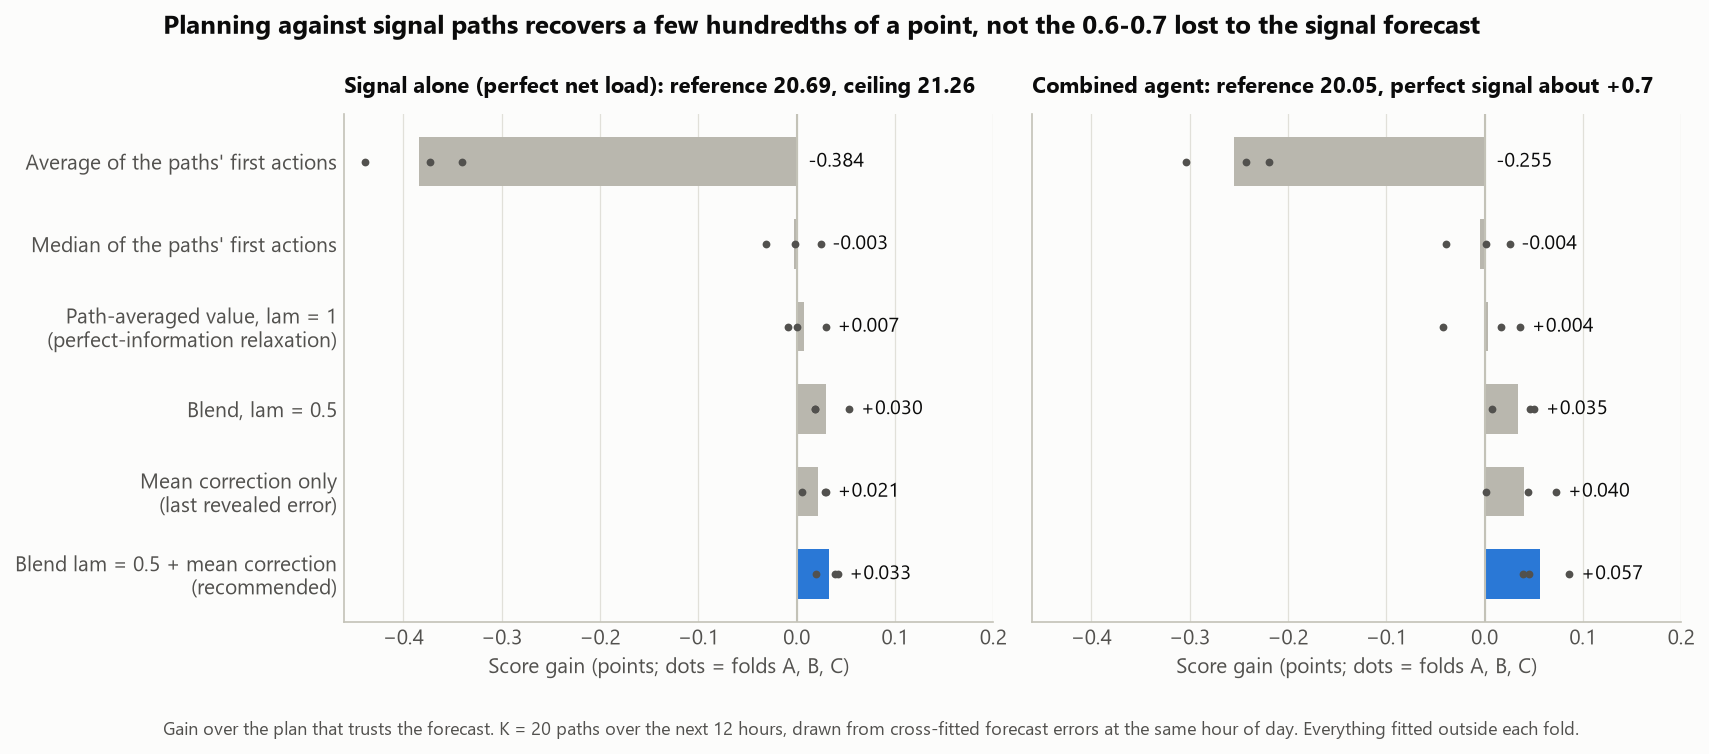 Planning against signal paths recovers a few hundredths of a point, not the 0.6-0.7 lost to the signal forecast
Signal alone (perfect net load): reference 20.69, ceiling 21.26
Combined agent: reference 20.05, perfect signal about +0.7
Average of the paths' first actions
-0.384
-0.255
Median of the paths' first actions
-0.003
-0.004
Path-averaged value, lam = 1
(perfect-information relaxation)
+0.007
+0.004
Blend, lam = 0.5
+0.030
+0.035
Mean correction only
(last revealed error)
+0.021
+0.040
Blend lam = 0.5 + mean correction
(recommended)
+0.033
+0.057
−0.4 −0.3 −0.2 −0.1 0.0 0.1 0.2
−0.4 −0.3 −0.2 −0.1 0.0 0.1 0.2
Score gain (points; dots = folds A, B, C)
Score gain (points; dots = folds A, B, C)
Gain over the plan that trusts the forecast. K = 20 paths over the next 12 hours, drawn from cross-fitted forecast errors at the same hour of day. Everything fitted outside each fold.